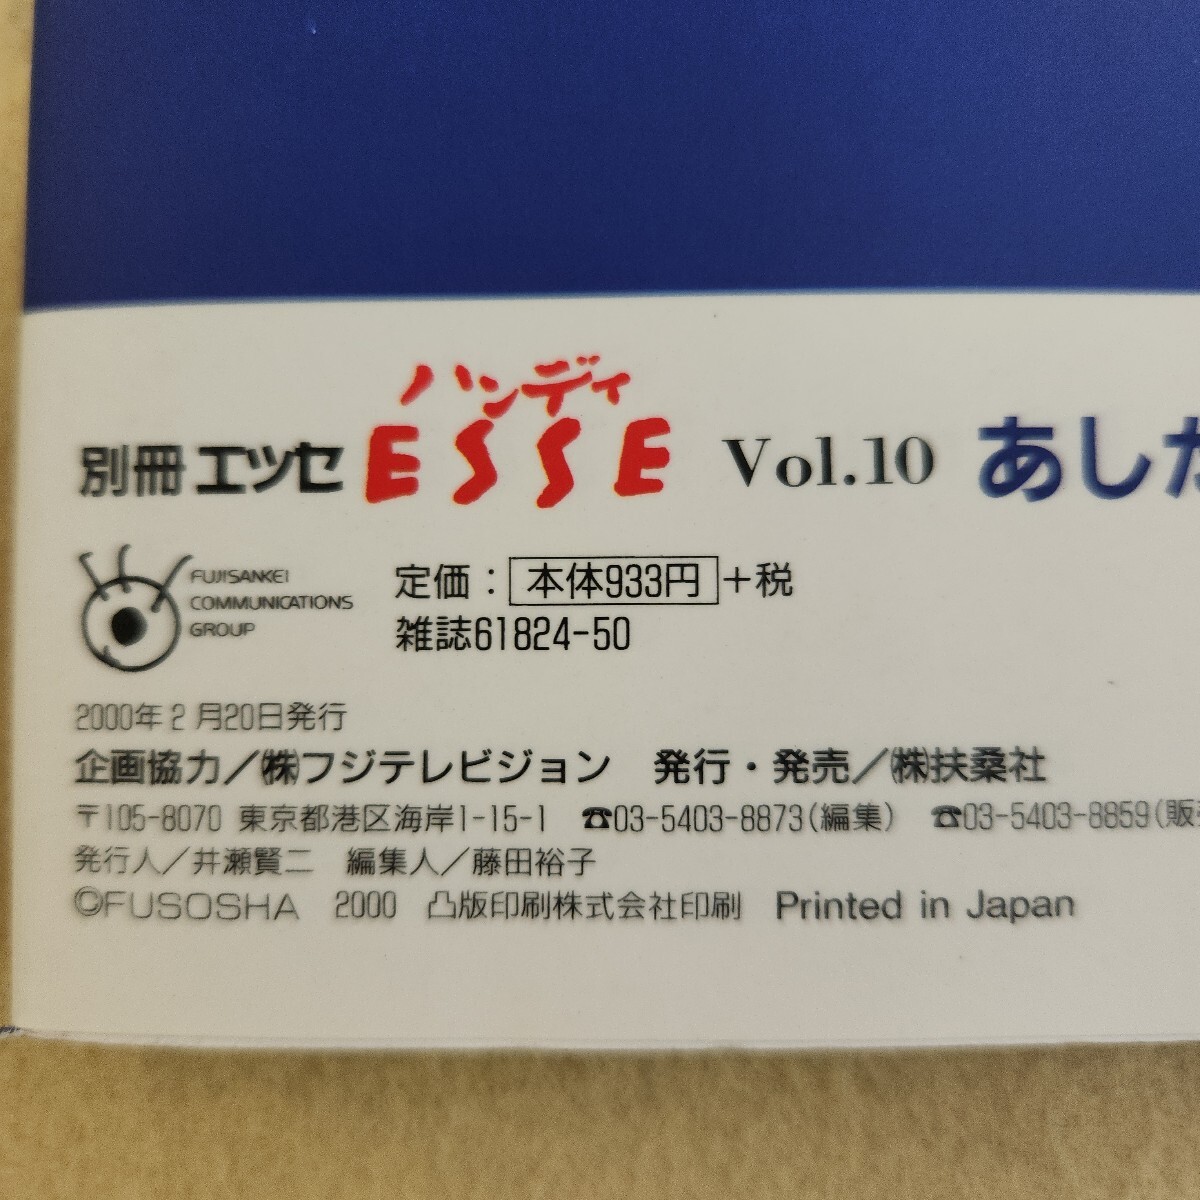 ハンディ
別冊 エッセ ESSE Vol.10 あし
FUJISANKEI
COMMUNICATIONS
GROUP
定価：本体933円+税
雑誌61824-50
2000年2月20日発行
企画協力／㈱フジテレビジョン 発行・発売／㈱扶桑社
〒105-8070 東京都港区海岸1-15-1 ☎03-5403-8873(編集) ☎03-5403-8859(販売
発行人／井瀬賢二 編集人／藤田裕子
©FUSOSHA 2000 凸版印刷株式会社印刷 Printed in Japan